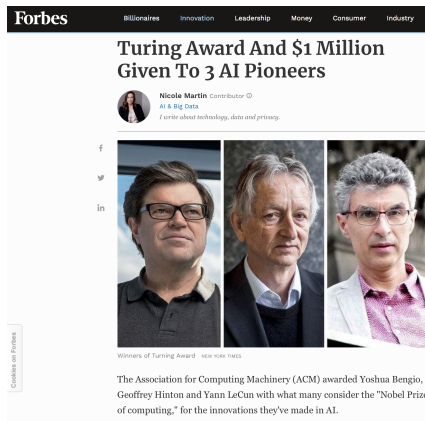 Forbes
Billionaires Innovation Leadership Money Consumer Industry
Turing Award And $1 Million
Given To 3 AI Pioneers
Nicole Martin Contributor
AI & Big Data
I write about technology, data and privacy.
Cookies on Forbes
Winners of Turning Award NEW YORK TIMES
The Association for Computing Machinery (ACM) awarded Yoshua Bengio,
Geoffrey Hinton and Yann LeCun with what many consider the "Nobel Prize
of computing," for the innovations they've made in AI.